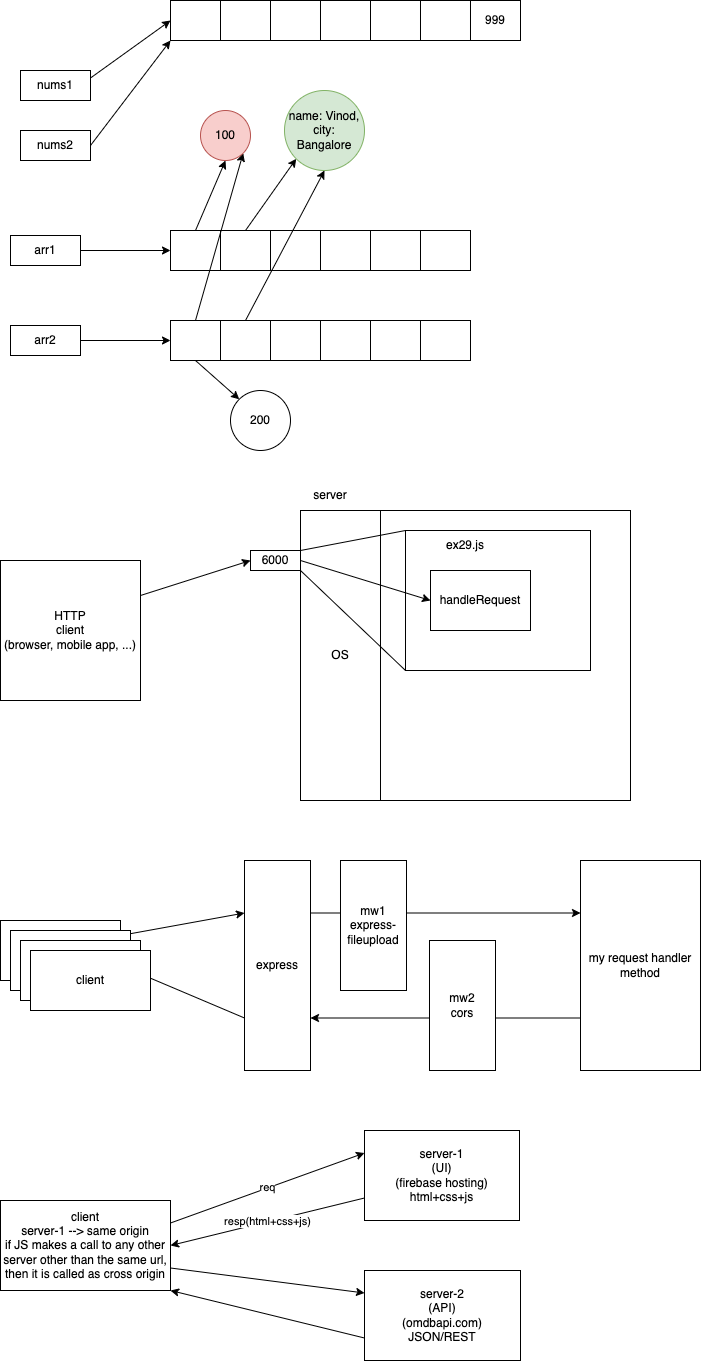 999
nums1
nums2
100
name: Vinod,
city:
Bangalore
arr1
arr2
200
server
6000
ex29.js
handleRequest
HTTP
client
(browser, mobile app, ...)
OS
mw1
express-
fileupload
express
my request handler
method
client
mw2
cors
server-1
(UI)
(firebase hosting)
html+css+js
req
resp(html+css+js)
client
server-1 --> same origin
if JS makes a call to any other
server other than the same url,
then it is called as cross origin
server-2
(API)
(omdbapi.com)
JSON/REST